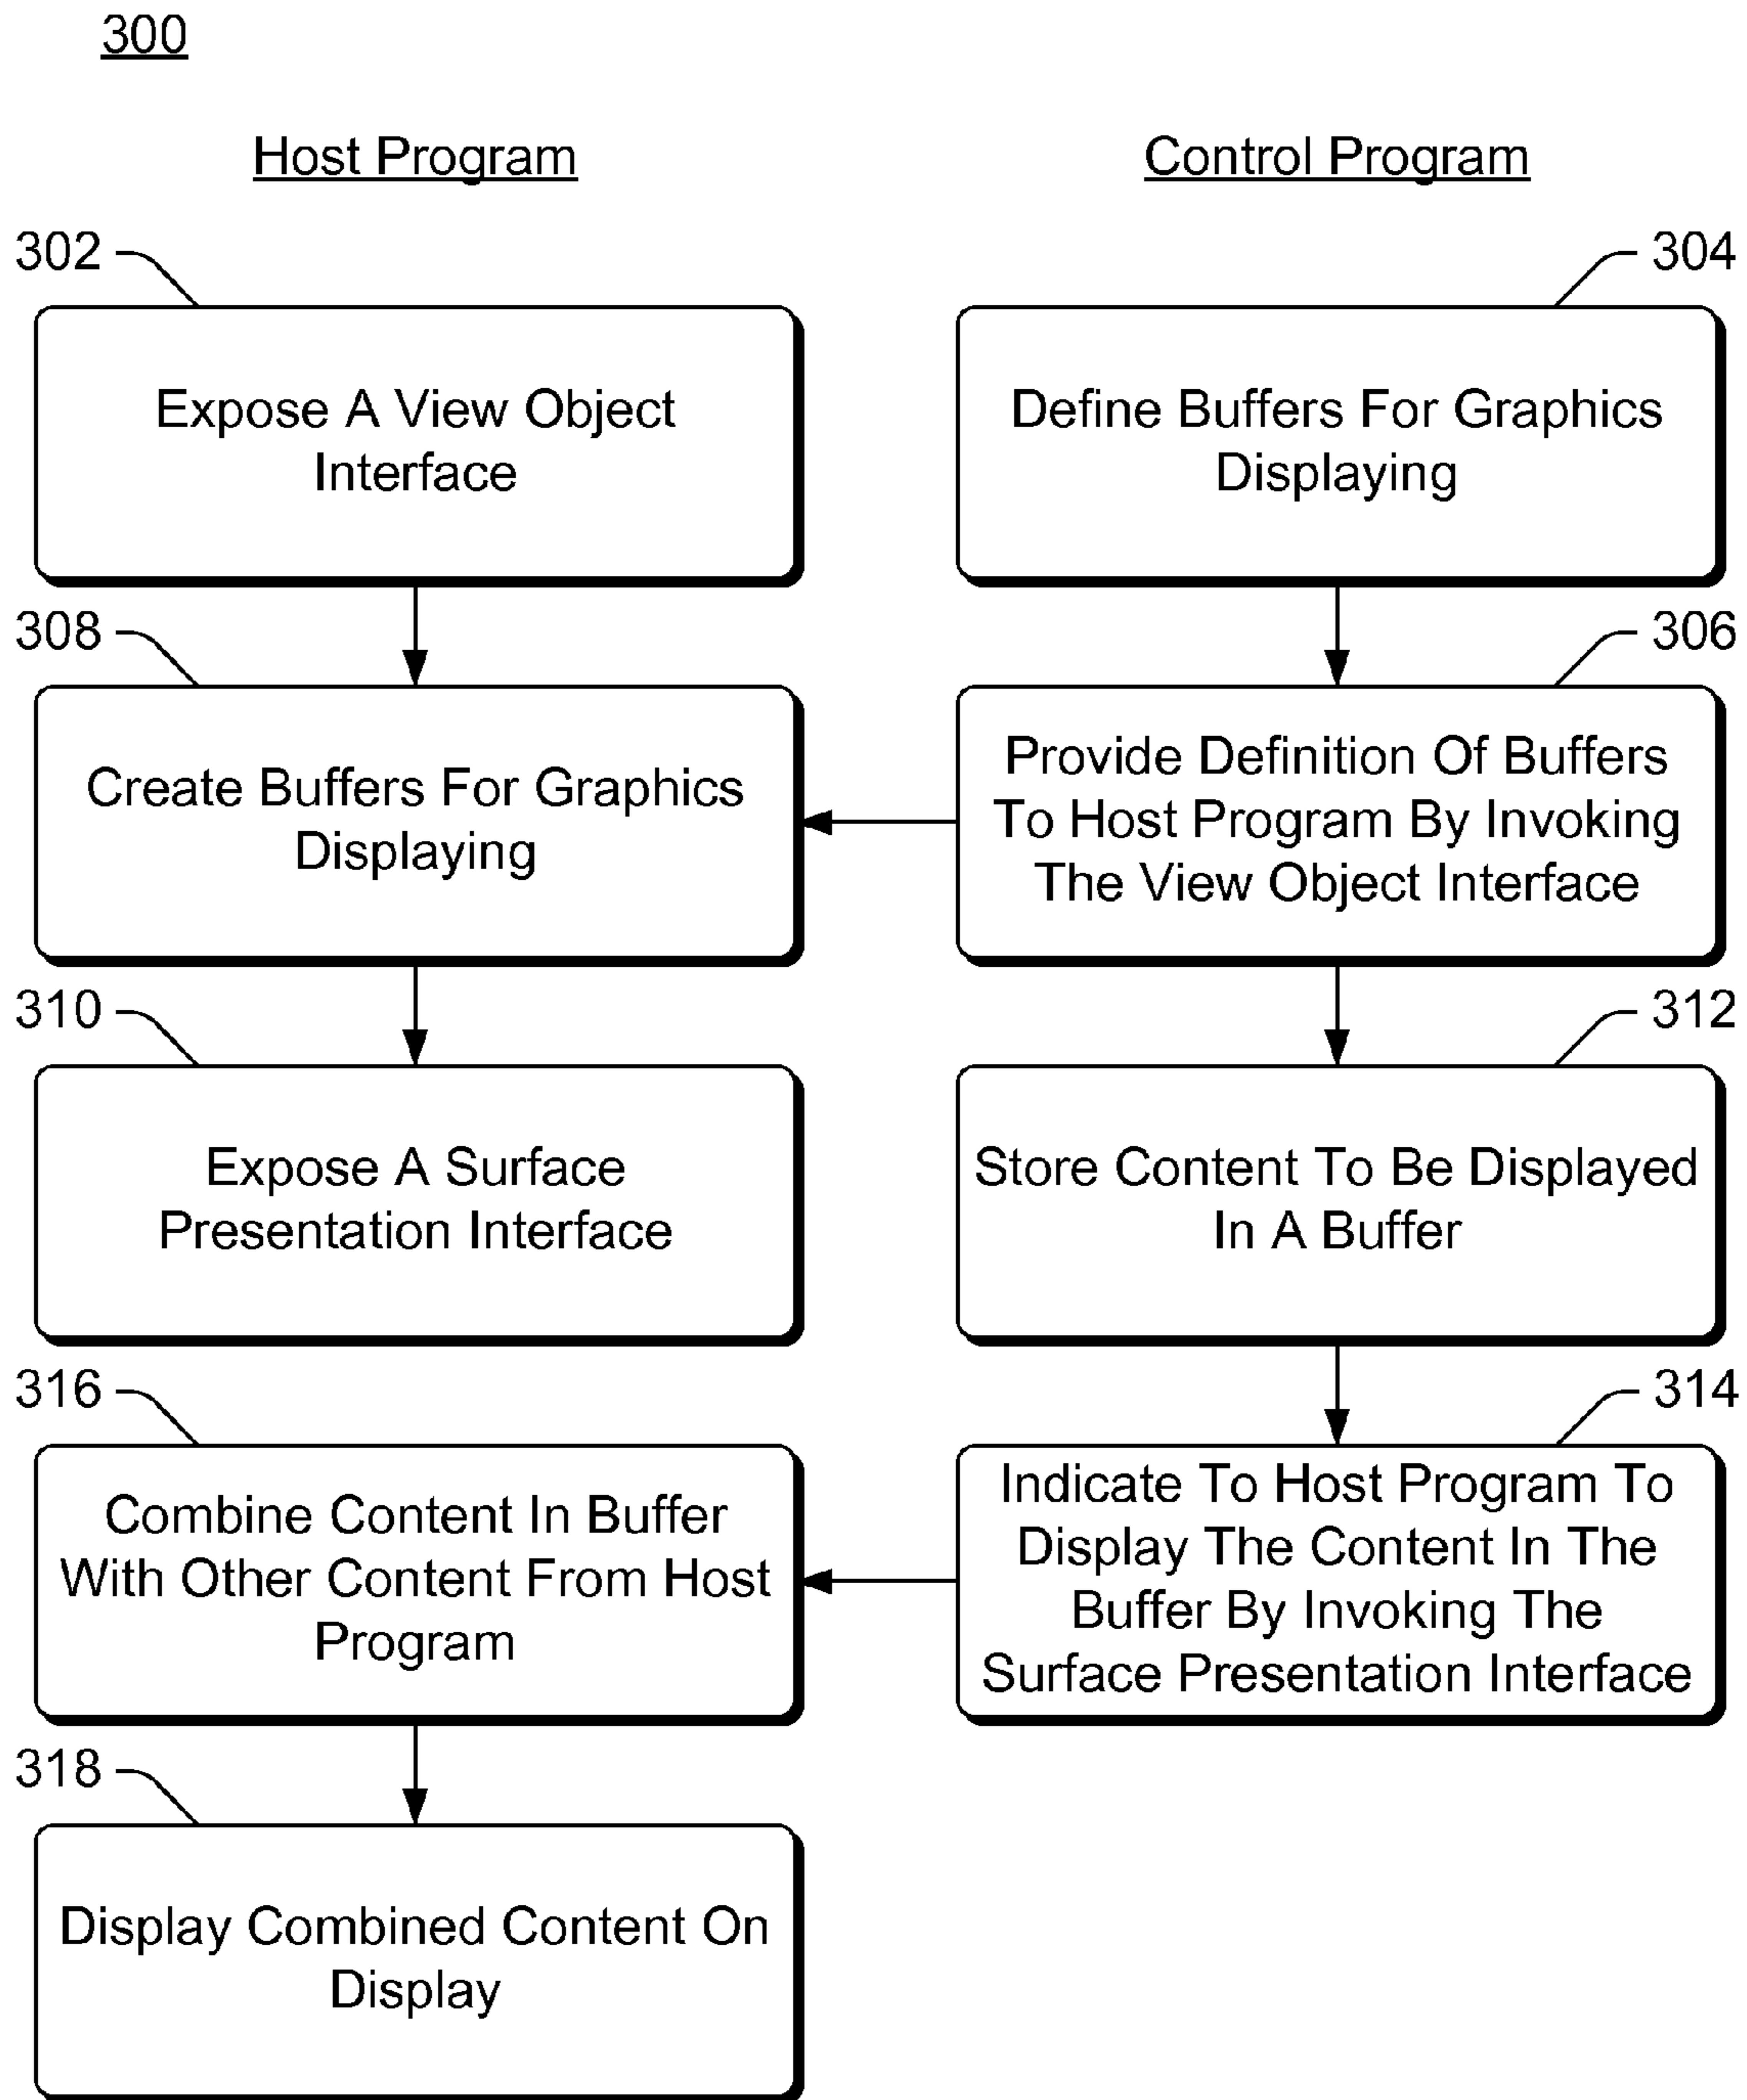 300
Host Program
Control Program
302
304
Expose A View Object
Interface
Define Buffers For Graphics
Displaying
308
306
Create Buffers For Graphics
Displaying
Provide Definition Of Buffers
To Host Program By Invoking
The View Object Interface
310
312
Expose A Surface
Presentation Interface
Store Content To Be Displayed
In A Buffer
316
314
Combine Content In Buffer
With Other Content From Host
Program
Indicate To Host Program To
Display The Content In The
Buffer By Invoking The
Surface Presentation Interface
318
Display Combined Content On
Display